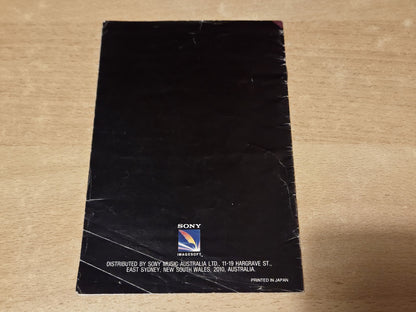 SONY
IMAGESOFT
DISTRIBUTED BY SONY MUSIC AUSTRALIA LTD., 11-19 HARGRAVE ST.,
EAST SYDNEY, NEW SOUTH WALES, 2010, AUSTRALIA.
PRINTED IN JAPAN